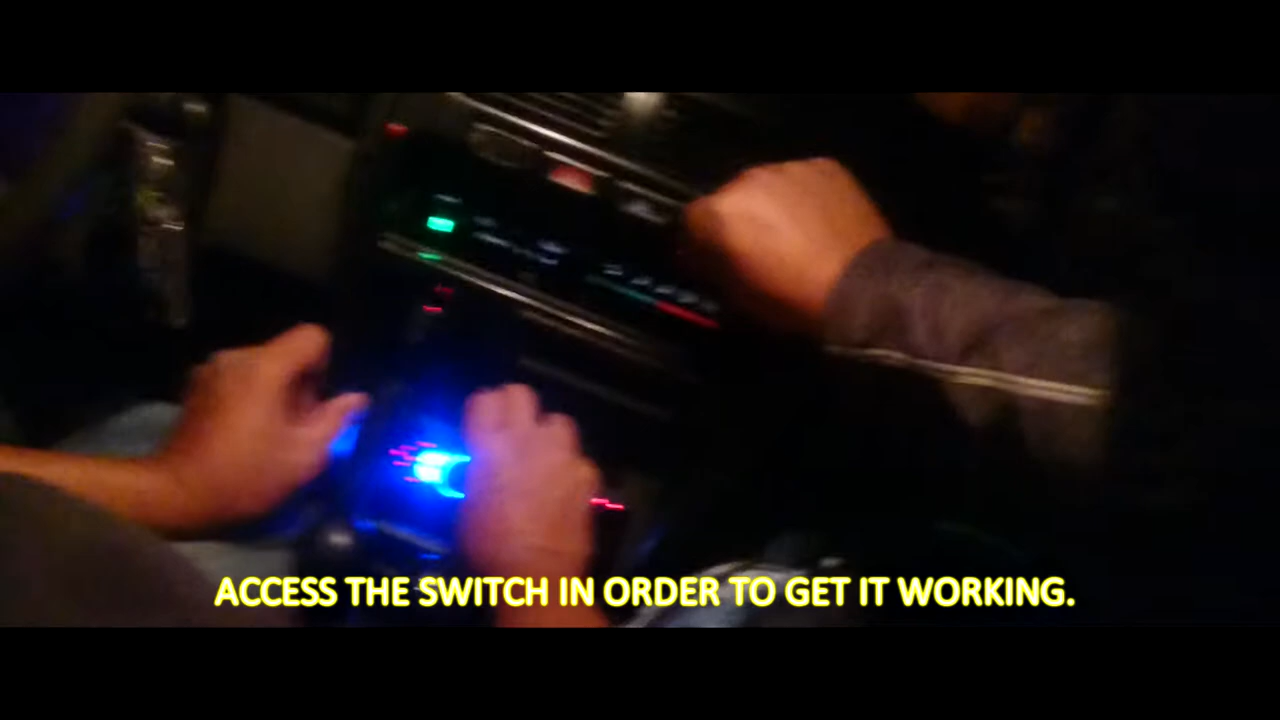 ACCESS THE SWITCH IN ORDER TO GET IT WORKING.